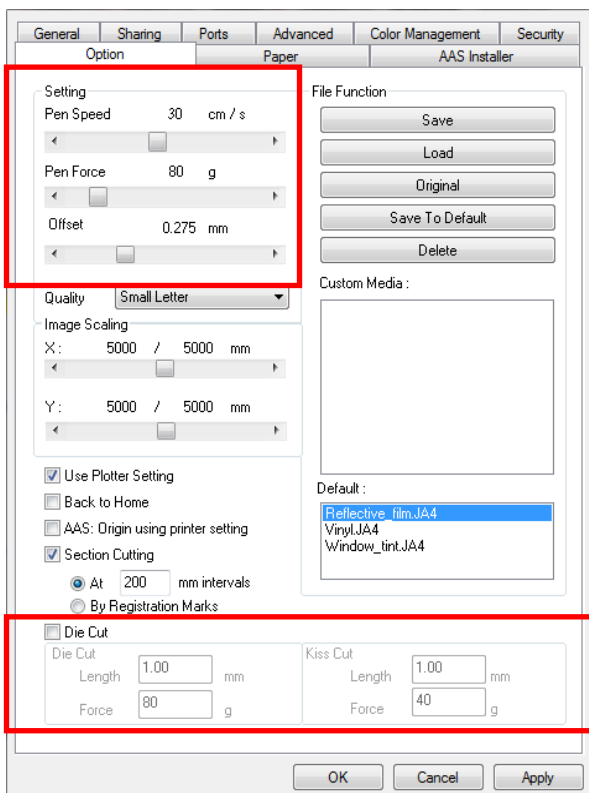 General Sharing Ports Advanced Color Management Security
Option Paper AAS Installer
Setting
Pen Speed 30 cm / s
Pen Force 80 g
Offset 0.275 mm
Quality Small Letter
Image Scaling
X : 5000 / 5000 mm
Y : 5000 / 5000 mm
Use Plotter Setting
Back to Home
AAS: Origin using printer setting
Section Cutting
At 200 mm intervals
By Registration Marks
File Function
Save
Load
Original
Save To Default
Delete
Custom Media :
Default :
Reflective_film.JA4
Vinyl.JA4
Window_tint.JA4
Die Cut
Die Cut
Length 1.00 mm
Force 80 g
Kiss Cut
Length 1.00 mm
Force 40 g
OK Cancel Apply